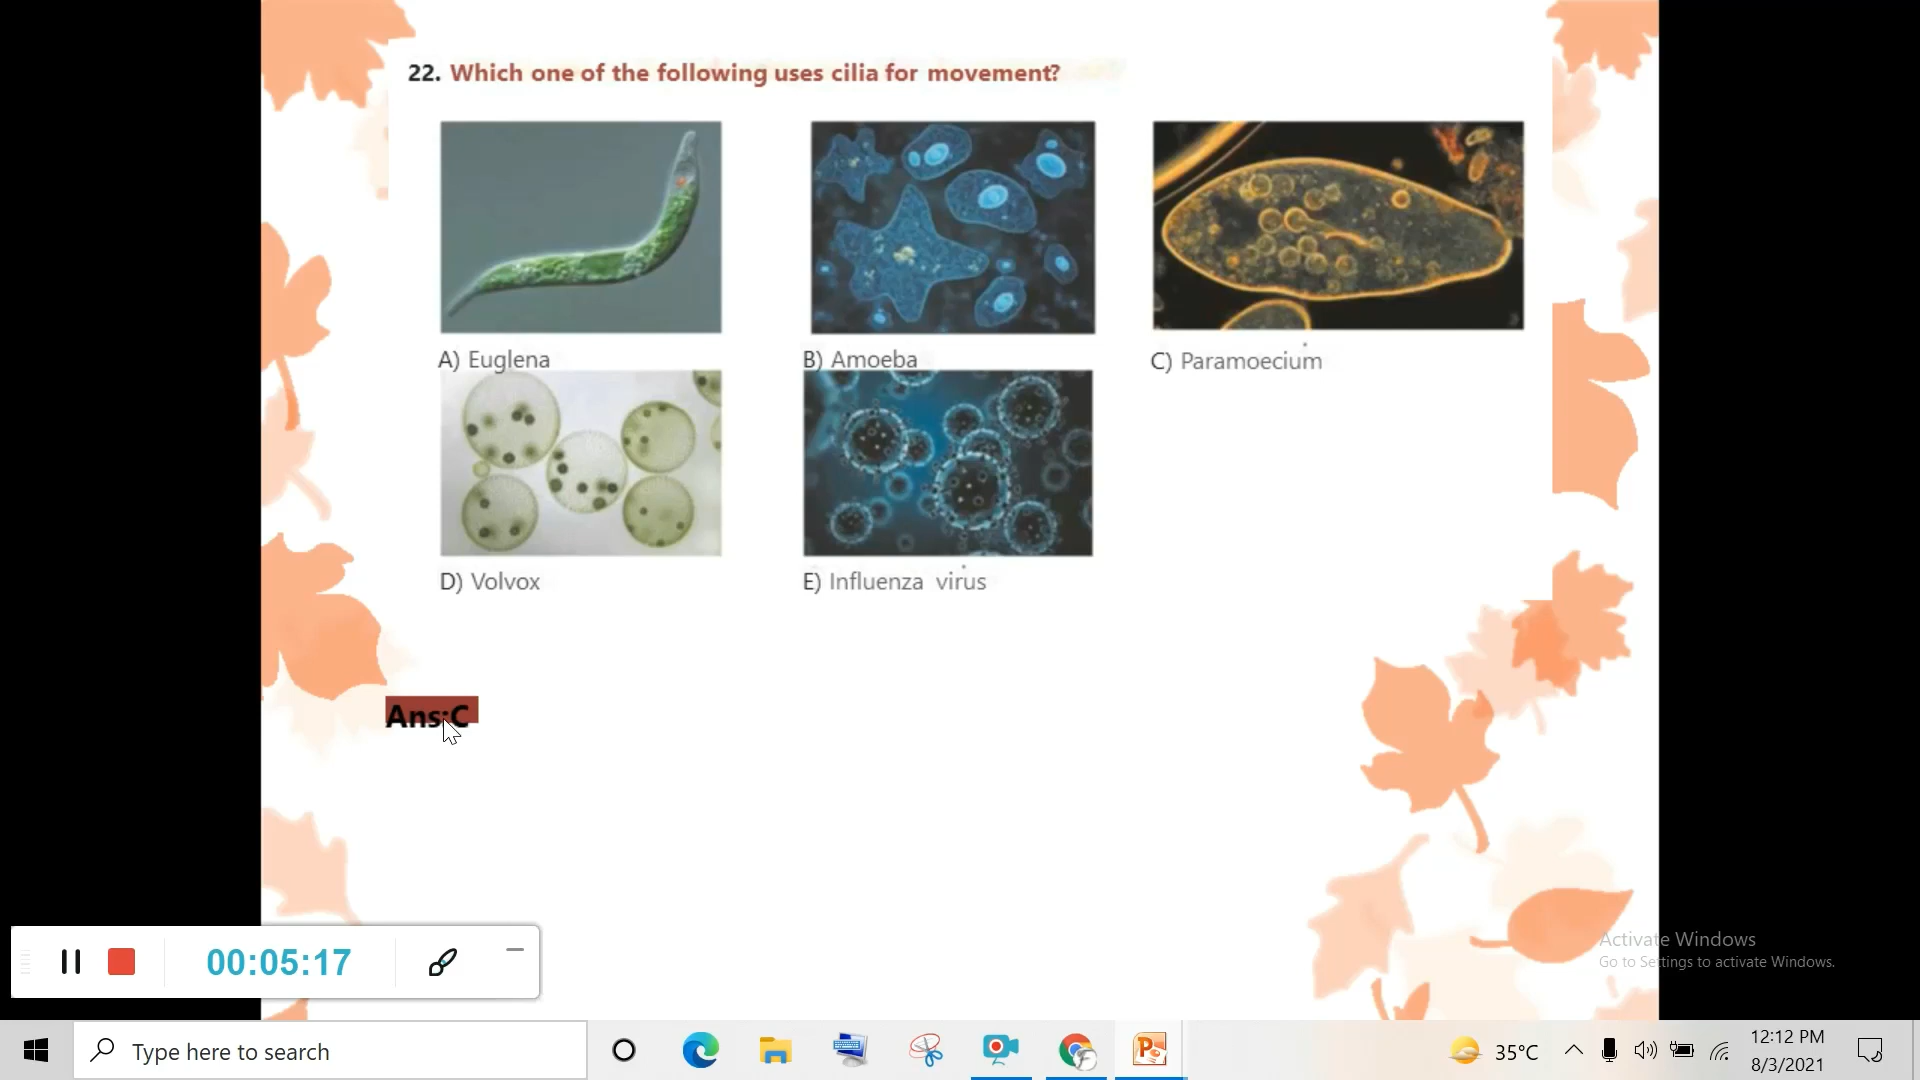 22. Which one of the following uses cilia for movement?
A) Euglena
B) Amoeba
C) Paramoecium
D) Volvox
E) Influenza virus
Ans:C
00:05:17
Activate Windows
Go to Settings to activate Windows.
Type here to search
35°C
12:12 PM
8/3/2021